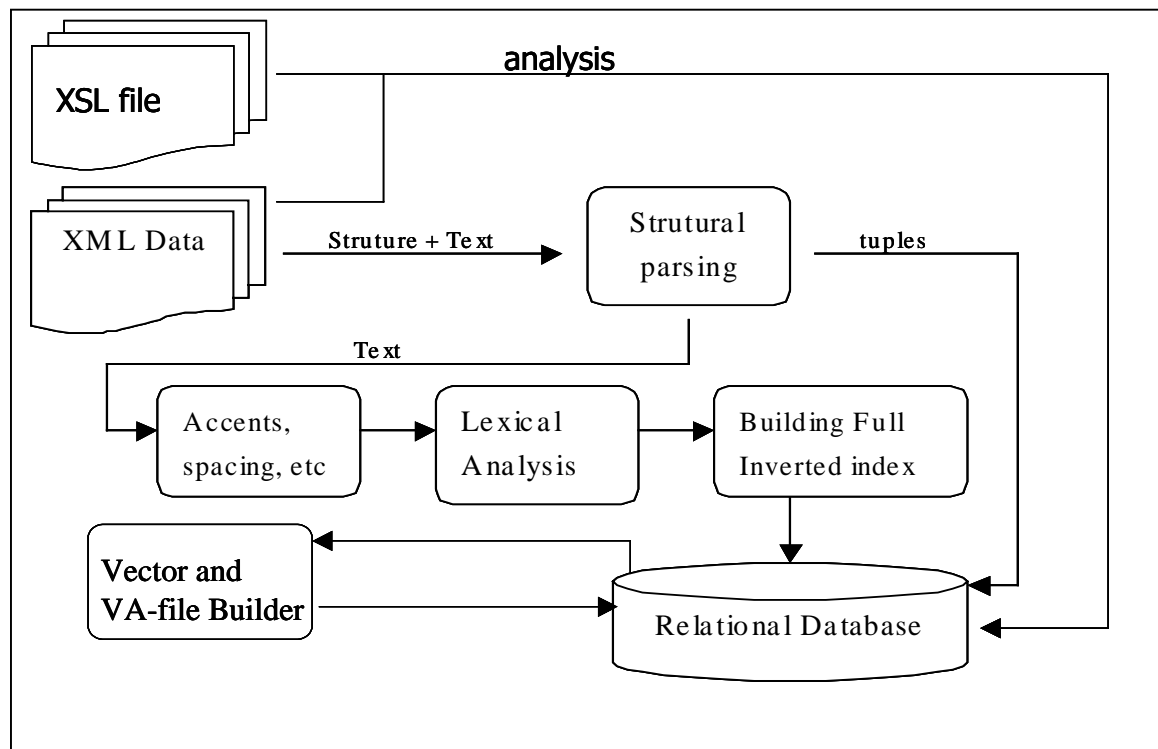 analysis
XSL file
XML Data
Struture + Text
Strutural
parsing
tuples
Text
Accents,
spacing, etc
Lexical
Analysis
Building Full
Inverted index
Vector and
VA-file Builder
Relational Database